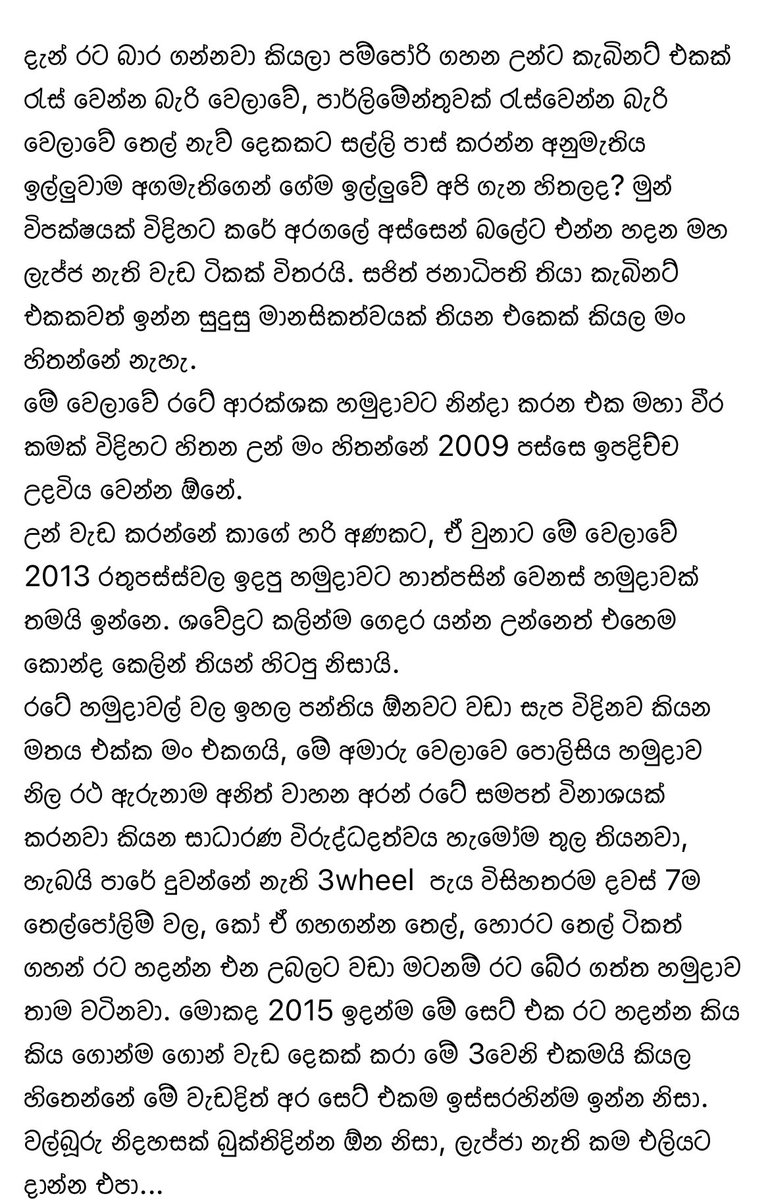 දැන් රට බාර ගන්නවා කියලා පම්පෝරි ගහන උන්ට කැබිනට් එකක්
රැස් වෙන්න බැරි වෙලාවේ, පාර්ලිමේන්තුවක් රැස්වෙන්න බැරි
වෙලාවේ තෙල් නැව් දෙකකට සල්ලි පාස් කරන්න අනුමැතිය
ඉල්ලුවාම අගමැතිගෙන් ගේම ඉල්ලුවේ අපි ගැන හිතලද? මුන්
විපක්ෂයක් විදිහට කරේ අරගලේ අස්සෙන් බලේට එන්න හදන මහ
ලැජ්ජ නැති වැඩ ටිකක් විතරයි. සජිත් ජනාධිපති තියා කැබිනට්
එකකවත් ඉන්න සුදුසු මානසිකත්වයක් තියන එකෙක් කියල මං
හිතන්නේ නැහැ.
මේ වෙලාවේ රටේ ආරක්ශක හමුදාවට නින්දා කරන එක මහා වීර
කමක් විදිහට හිතන උන් මං හිතන්නේ 2009 පස්සෙ ඉපදිච්ච
උදවිය වෙන්න ඕනේ.
උන් වැඩ කරන්නේ කාගේ හරි අණකට, ඒ වුනාට මේ වෙලාවේ
2013 රතුපස්ස්වල ඉදපු හමුදාවට හාත්පසින් වෙනස් හමුදාවක්
තමයි ඉන්නෙ. ශවේද්‍රට කලින්ම ගෙදර යන්න උන්නෙත් එහෙම
කොන්ද කෙලින් තියන් හිටපු නිසායි.
රටේ හමුදාවල් වල ඉහල පන්තිය ඕනවට වඩා සැප විදිනව කියන
මතය එක්ක මං එකගයි, මේ අමාරු වෙලාවෙ පොලිසිය හමුදාව
නිල රථ ඇරුනාම අනිත් වාහන අරන් රටේ සමපත් විනාශයක්
කරනවා කියන සාධාරණ විරුද්ධදත්වය හැමෝම තුල තියනවා,
හැබයි පාරේ දුවන්නේ නැති 3wheel පැය විසිහතරම දවස් 7ම
තෙල්පෝලිම් වල, කෝ ඒ ගහගන්න තෙල්, හොරට තෙල් ටිකත්
ගහන් රට හදන්න එන උබලට වඩා මටනම් රට බේර ගත්ත හමුදාව
තාම වටිනවා. මොකද 2015 ඉදන්ම මේ සෙට් එක රට හදන්න කිය
කිය ගොන්ම ගොන් වැඩ දෙකක් කරා මේ 3වෙනි එකමයි කියල
හිතෙන්නේ මේ වැඩදිත් අර සෙට් එකම ඉස්සරහින්ම ඉන්න නිසා.
වල්බූරු නිදහසක් බුක්තිදින්න ඕන නිසා, ලැජ්ජා නැති කම එලියට
දාන්න එපා...